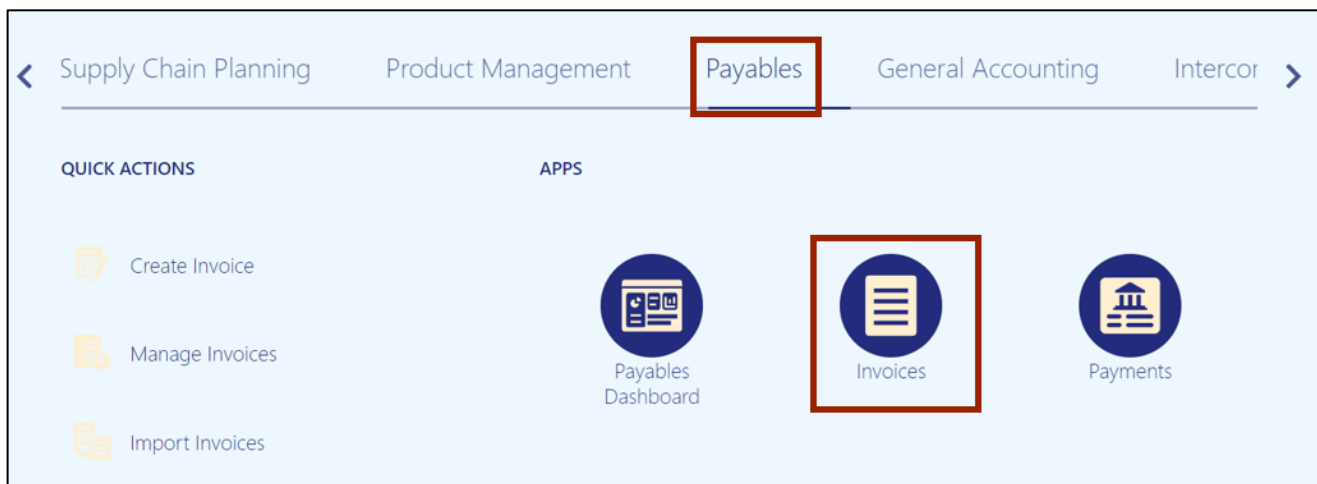 Supply Chain Planning
Product Management
Payables
General Accounting
Intercor
QUICK ACTIONS
APPS
Create Invoice
Manage Invoices
Import Invoices
Payables
Dashboard
Invoices
Payments